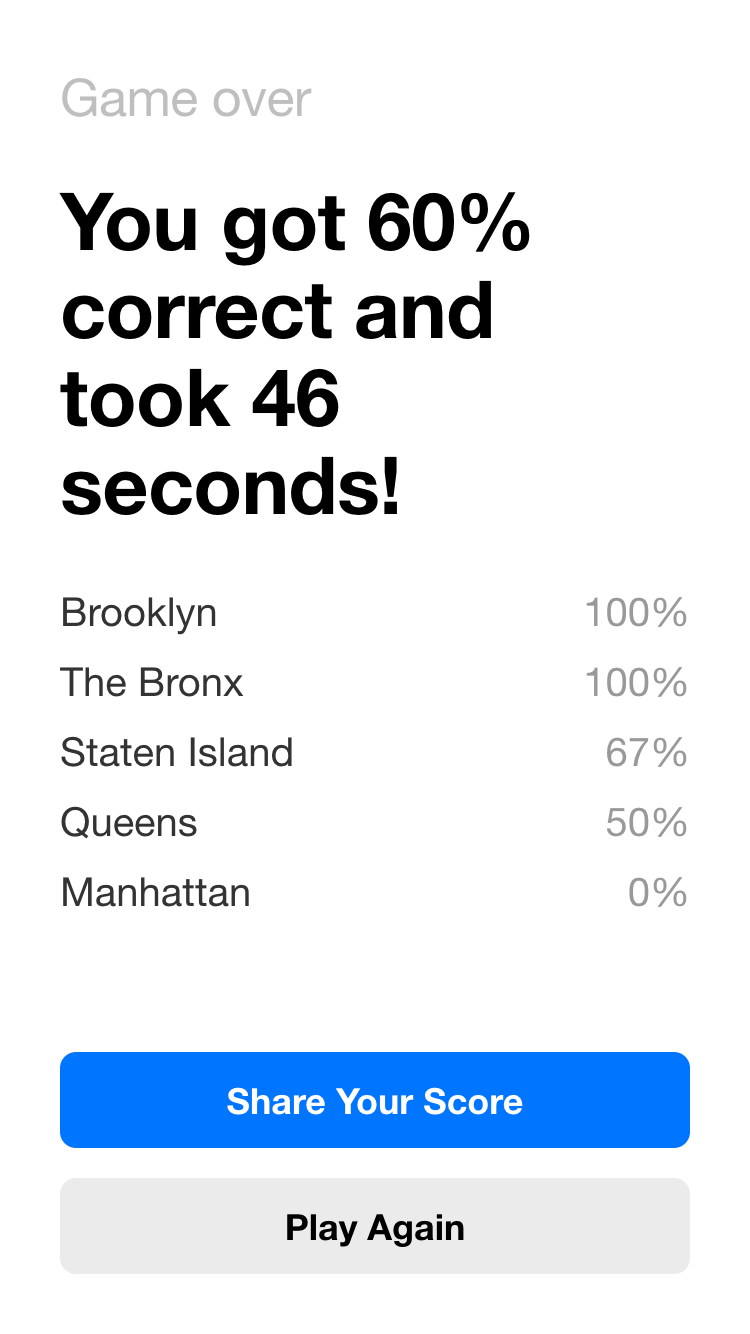 Game over
You got 60%
correct and
took 46
seconds!
Brooklyn 100%
The Bronx 100%
Staten Island 67%
Queens 50%
Manhattan 0%
Share Your Score
Play Again